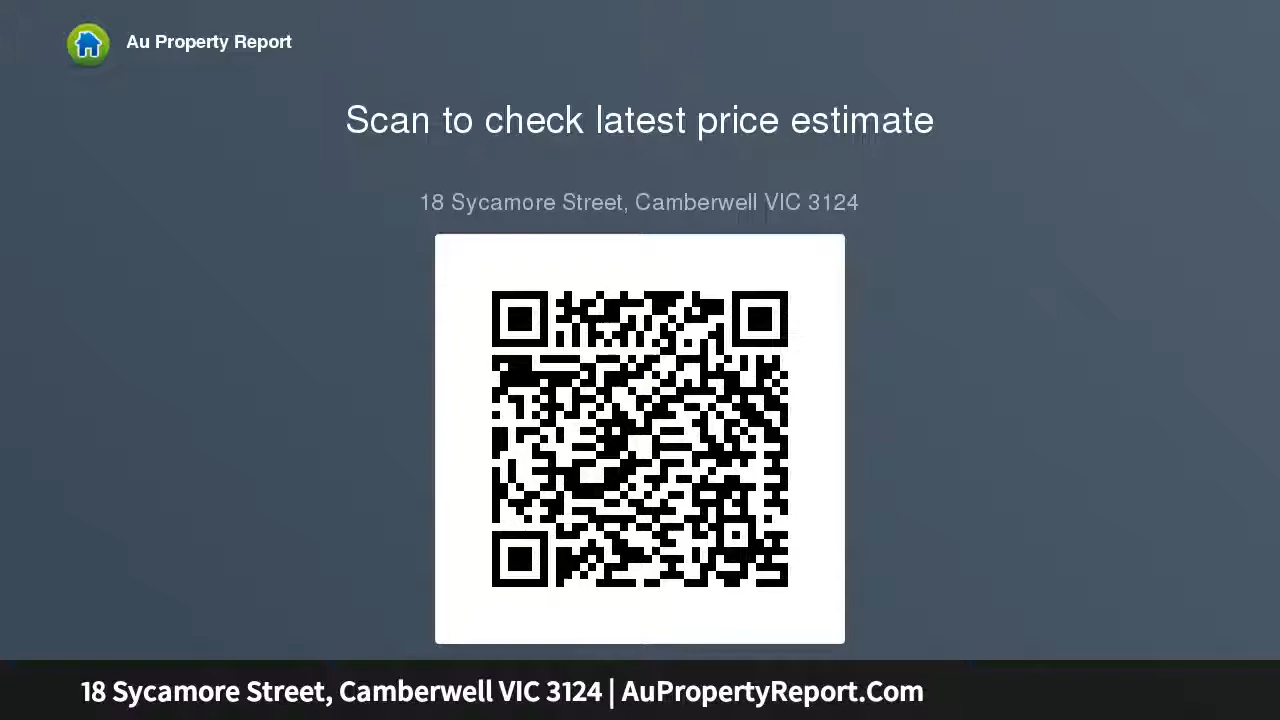 Au Property Report
Scan to check latest price estimate
18 Sycamore Street, Camberwell VIC 3124
18 Sycamore Street, Camberwell VIC 3124 | AuPropertyReport.Com